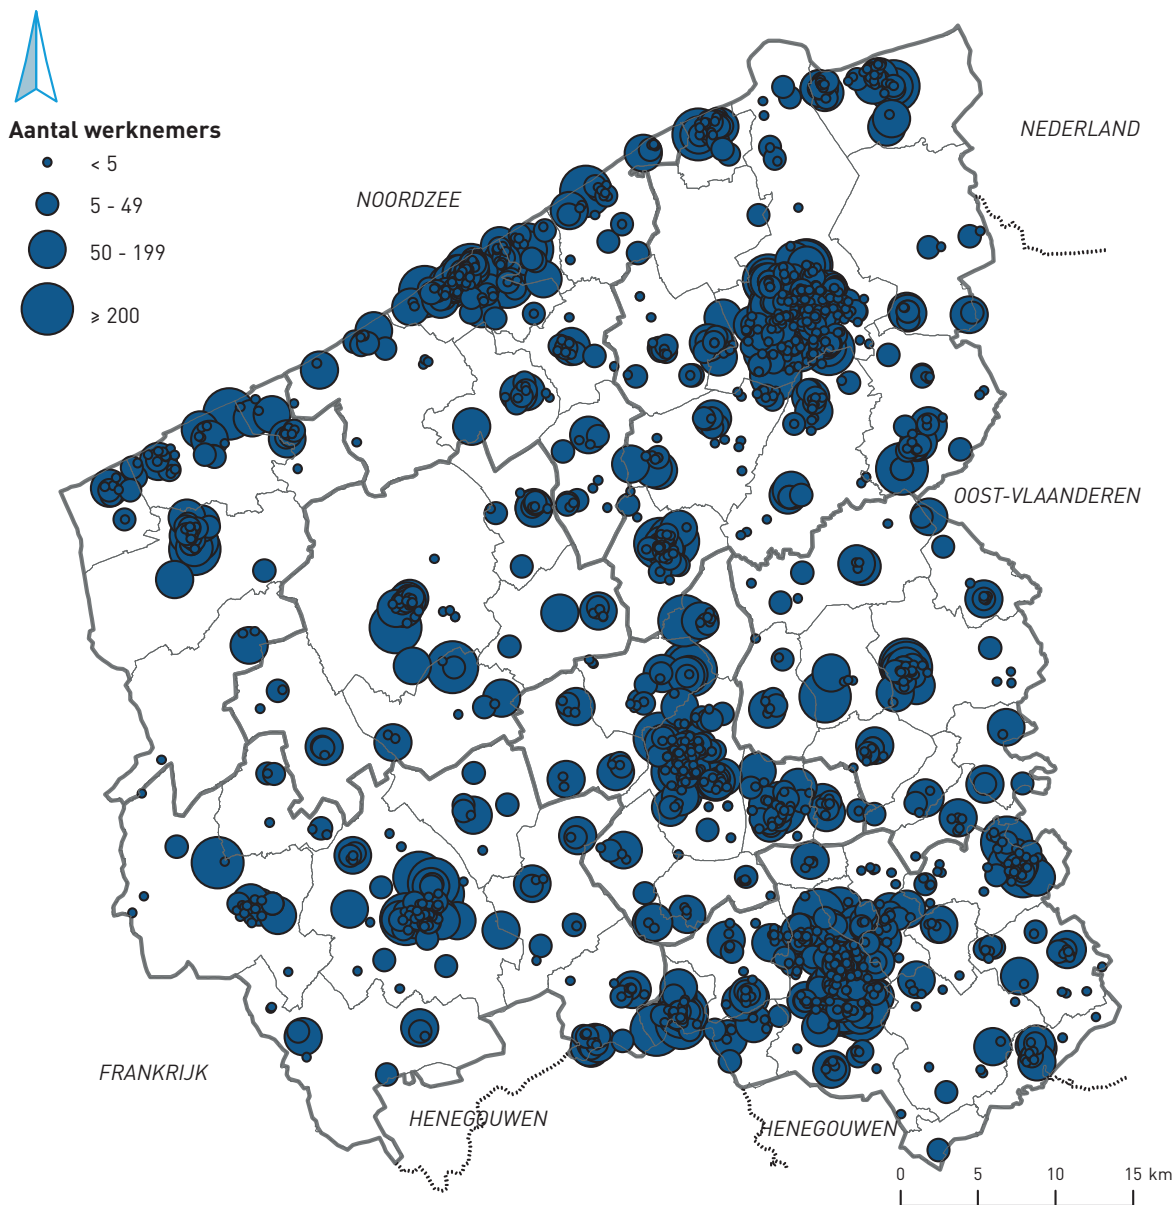 Aantal werknemers
< 5
5 - 49
50 - 199
⩾ 200
NOORDZEE
NEDERLAND
OOST-VLAANDEREN
FRANKRIJK
HENEGOUWEN
HENEGOUWEN
0 5 10 15 km